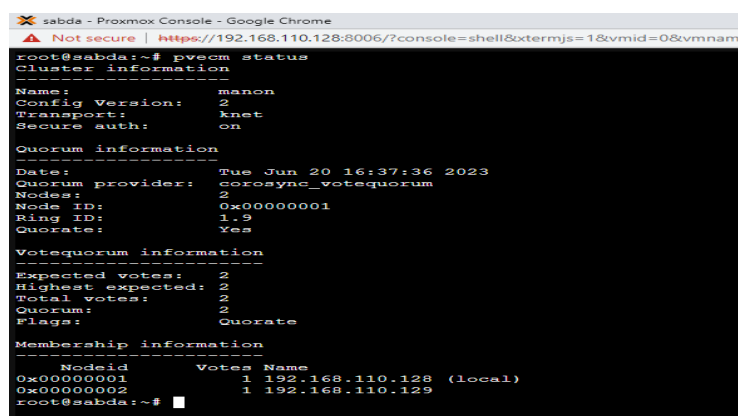 sabda - Proxmox Console - Google Chrome
Not secure | https://192.168.110.128:8006/?console=shell&xtermjs=1&vmid=0&vmnam
root@sabda:~# pvecm status
Cluster information
-------------------
Name:             manon
Config Version:   2
Transport:        knet
Secure auth:      on
Quorum information
------------------
Date:             Tue Jun 20 16:37:36 2023
Quorum provider:  corosync_votequorum
Nodes:            2
Node ID:          0x00000001
Ring ID:          1.9
Quorate:          Yes
Votequorum information
----------------------
Expected votes:   2
Highest expected: 2
Total votes:      2
Quorum:           2
Flags:            Quorate
Membership information
----------------------
    Nodeid      Votes Name
0x00000001          1 192.168.110.128 (local)
0x00000002          1 192.168.110.129
root@sabda:~#